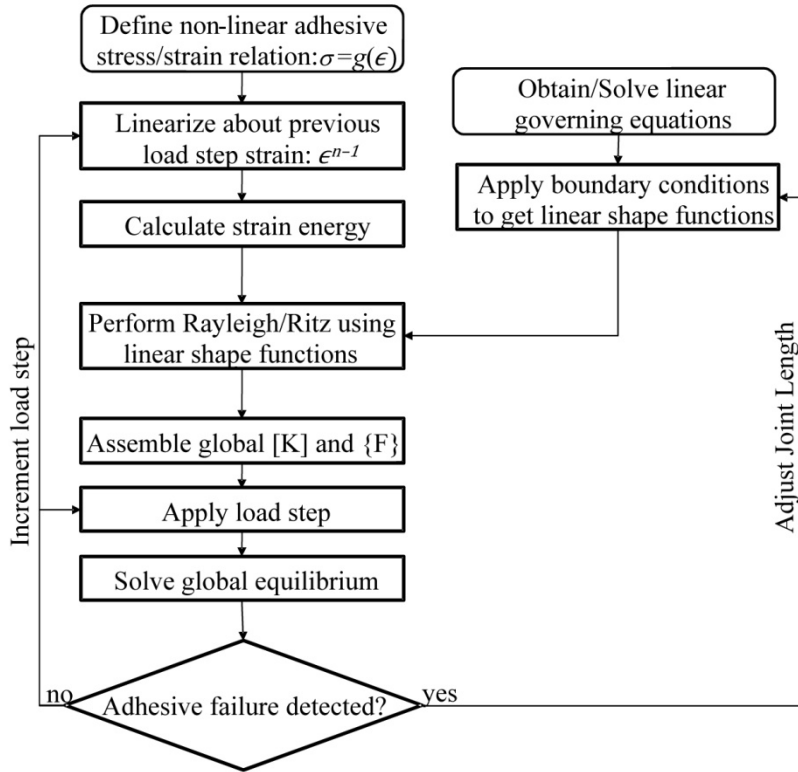 Define non-linear adhesive
stress/strain relation:σ=g(ϵ)
Linearize about previous
load step strain: ϵⁿ⁻¹
Calculate strain energy
Perform Rayleigh/Ritz using
linear shape functions
Assemble global [K] and {F}
Apply load step
Solve global equilibrium
Adhesive failure detected?
no
yes
Increment load step
Obtain/Solve linear
governing equations
Apply boundary conditions
to get linear shape functions
Adjust Joint Length